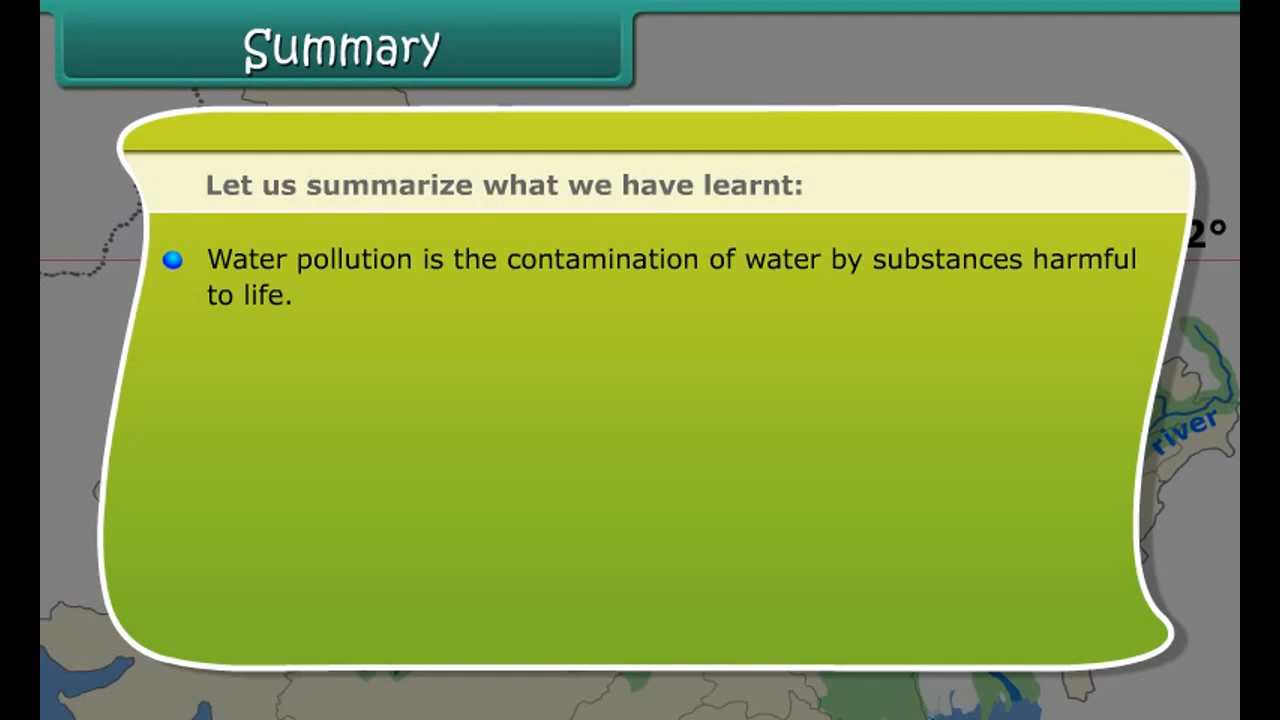 Summary
Let us summarize what we have learnt:
Water pollution is the contamination of water by substances harmful
to life.
2°
river